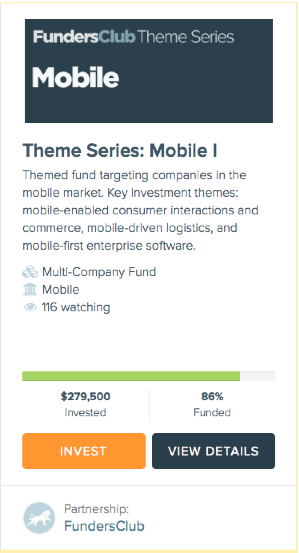 FundersClub Theme Series
Mobile
Theme Series: Mobile I
Themed fund targeting companies in the
mobile market. Key investment themes:
mobile-enabled consumer interactions and
commerce, mobile-driven logistics, and
mobile-first enterprise software.
Multi-Company Fund
Mobile
116 watching
$279,500 86%
Invested Funded
INVEST VIEW DETAILS
Partnership:
FundersClub